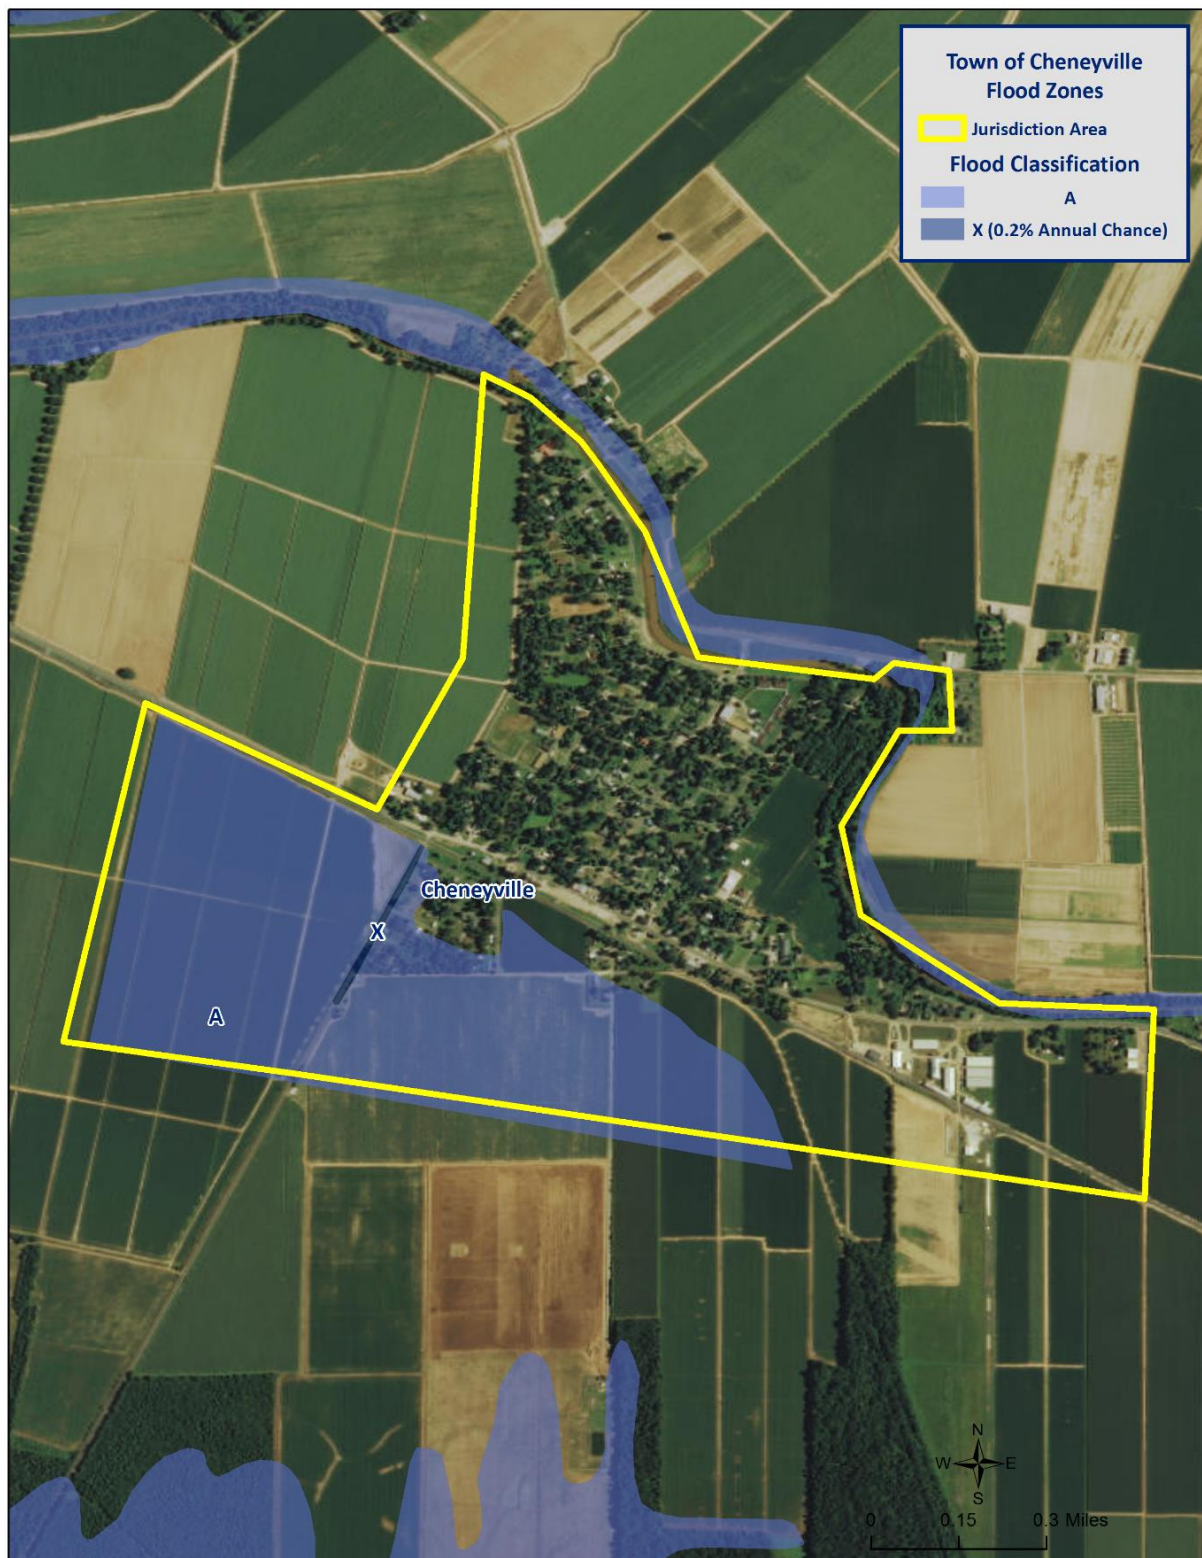 Town of Cheneyville
Flood Zones
Jurisdiction Area
Flood Classification
A
X (0.2% Annual Chance)
Cheneyville
X
A
N
W E
S
0 0.15 0.3 Miles